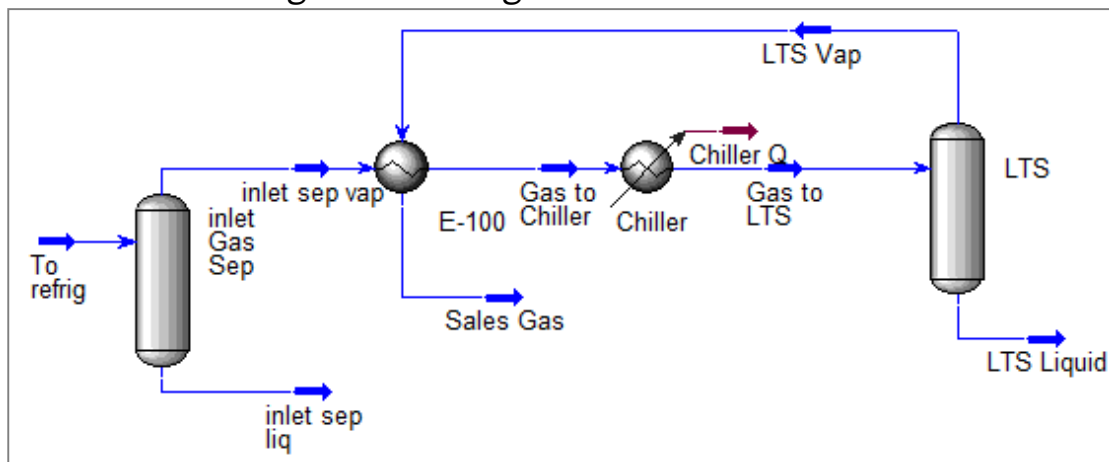 LTS Vap
inlet sep vap
E-100
Gas to
Chiller
Chiller Q
Chiller
Gas to
LTS
LTS
inlet
Gas
Sep
To
refrig
Sales Gas
inlet sep
liq
LTS Liquid